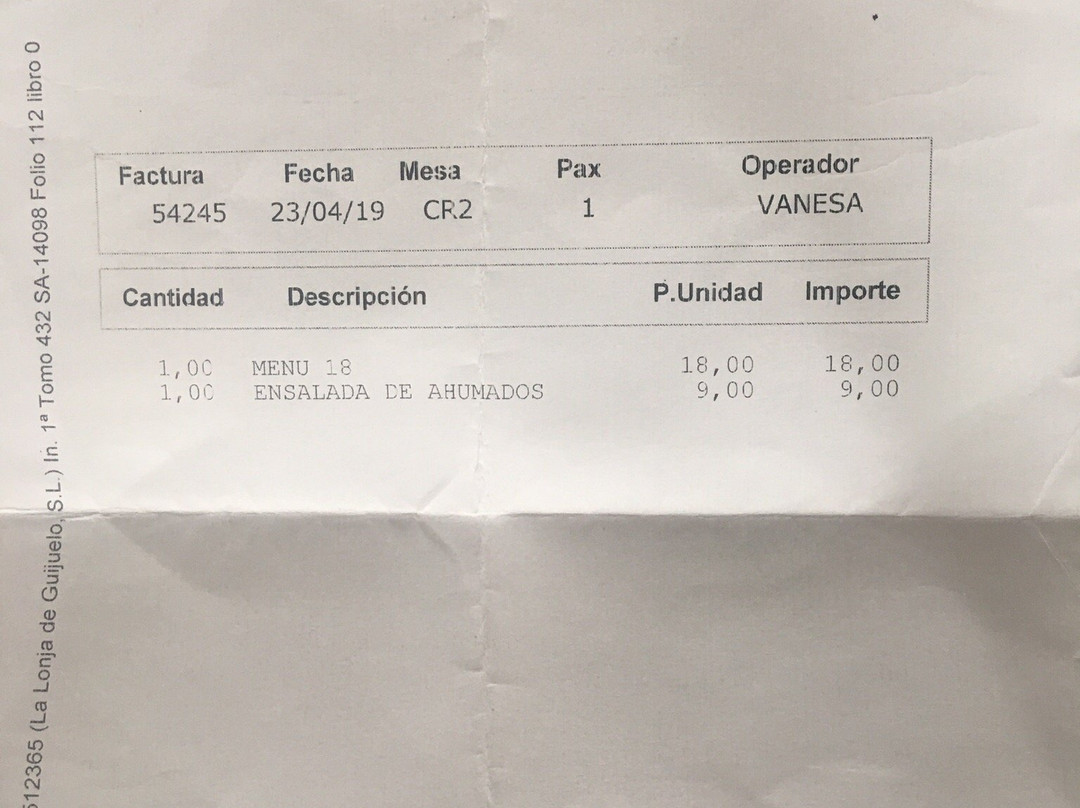 Factura Fecha Mesa Pax Operador
54245 23/04/19 CR2 1 VANESA
Cantidad Descripción P.Unidad Importe
1,00 MENU 18 18,00 18,00
1,00 ENSALADA DE AHUMADOS 9,00 9,00
512365 (La Lonja de Guijuelo, S.L.) In. 1ª Tomo 432 SA-14098 Folio 112 libro 0